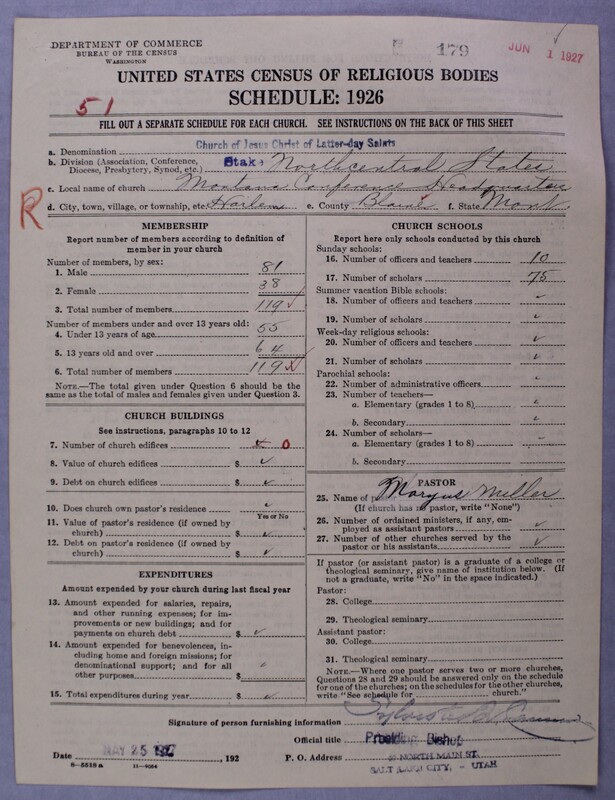 DEPARTMENT OF COMMERCE
BUREAU OF THE CENSUS
WASHINGTON
179
JUN 1 1927
UNITED STATES CENSUS OF RELIGIOUS BODIES
SCHEDULE: 1926
51
FILL OUT A SEPARATE SCHEDULE FOR EACH CHURCH. SEE INSTRUCTIONS ON THE BACK OF THIS SHEET
a. Denomination Church of Jesus Christ of Latter-day Saints
b. Division (Association, Conference, Diocese, Presbytery, Synod, etc.) Stake Northcentral States
c. Local name of church Montana Conference Headquarters
R
d. City, town, village, or township, etc. Harlem e. County Blaine f. State Mont
MEMBERSHIP
Report number of members according to definition of
member in your church
Number of members, by sex:
1. Male 81
2. Female 38
3. Total number of members 119
Number of members under and over 13 years old:
4. Under 13 years of age 55
5. 13 years old and over 64
6. Total number of members 119
NOTE.—The total given under Question 6 should be the
same as the total of males and females given under Question 3.
CHURCH BUILDINGS
See instructions, paragraphs 10 to 12
7. Number of church edifices 0
8. Value of church edifices $
9. Debt on church edifices $
10. Does church own pastor's residence
Yes or No
11. Value of pastor's residence (if owned by
church) $
12. Debt on pastor's residence (if owned by
church) $
EXPENDITURES
Amount expended by your church during last fiscal year
13. Amount expended for salaries, repairs,
and other running expenses; for im-
provements or new buildings; and for
payments on church debt $
14. Amount expended for benevolences, in-
cluding home and foreign missions; for
denominational support; and for all
other purposes $
15. Total expenditures during year $
CHURCH SCHOOLS
Report here only schools conducted by this church
Sunday schools:
16. Number of officers and teachers 10
17. Number of scholars 75
Summer vacation Bible schools:
18. Number of officers and teachers
19. Number of scholars
Week-day religious schools:
20. Number of officers and teachers
21. Number of scholars
Parochial schools:
22. Number of administrative officers
23. Number of teachers—
a. Elementary (grades 1 to 8)
b. Secondary
24. Number of scholars—
a. Elementary (grades 1 to 8)
b. Secondary
PASTOR
25. Name of Miller
(If church has no pastor, write "None")
26. Number of ordained ministers, if any, em-
ployed as assistant pastors
27. Number of other churches served by the
pastor or his assistants
If pastor (or assistant pastor) is a graduate of a college or
theological seminary, give name of institution below. (If
not a graduate, write "No" in the space indicated.)
Pastor:
28. College
29. Theological seminary
Assistant pastor:
30. College
31. Theological seminary
NOTE.—Where one pastor serves two or more churches,
Questions 28 and 29 should be answered only on the schedule
for one of the churches; on the schedules for the other churches,
write "See schedule for church."
Signature of person furnishing information
Official title Presiding Bishop
Date MAY 25 1927, 192 P. O. Address NORTH MAIN ST.
SALT LAKE CITY, - UTAH
8—5518 a 11—9064